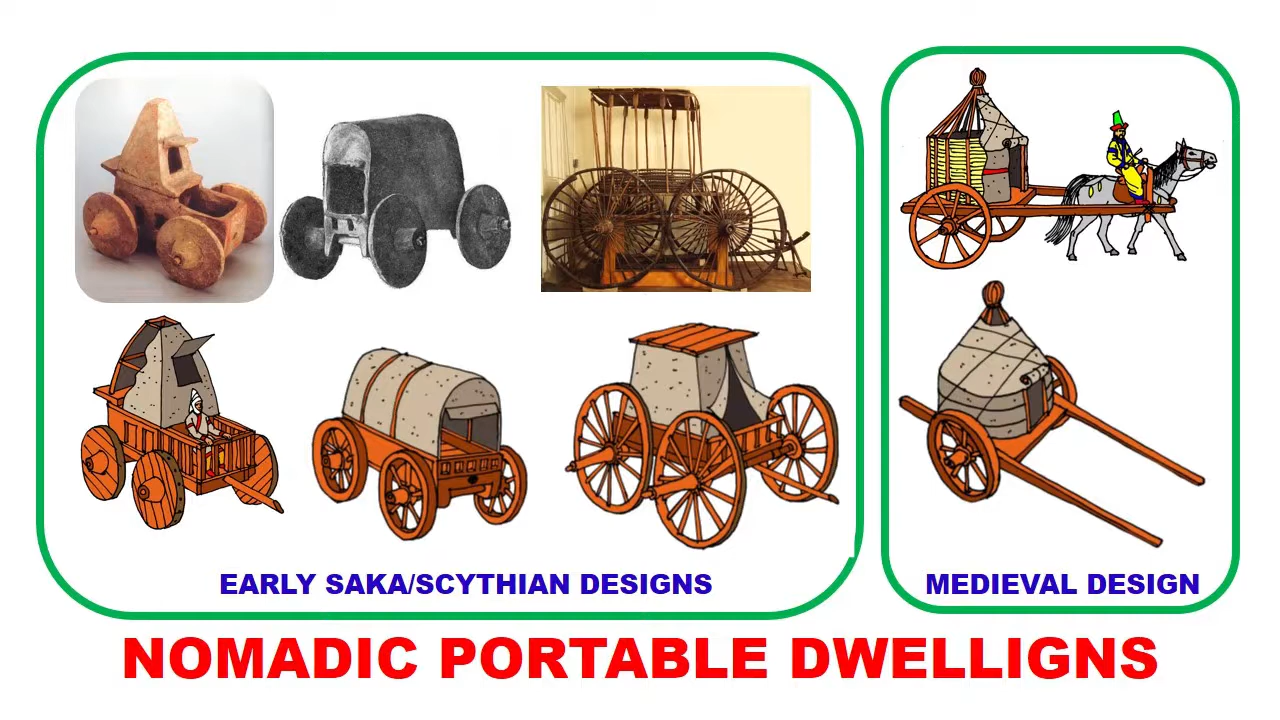 EARLY SAKA/SCYTHIAN DESIGNS
MEDIEVAL DESIGN
NOMADIC PORTABLE DWELLIGNS